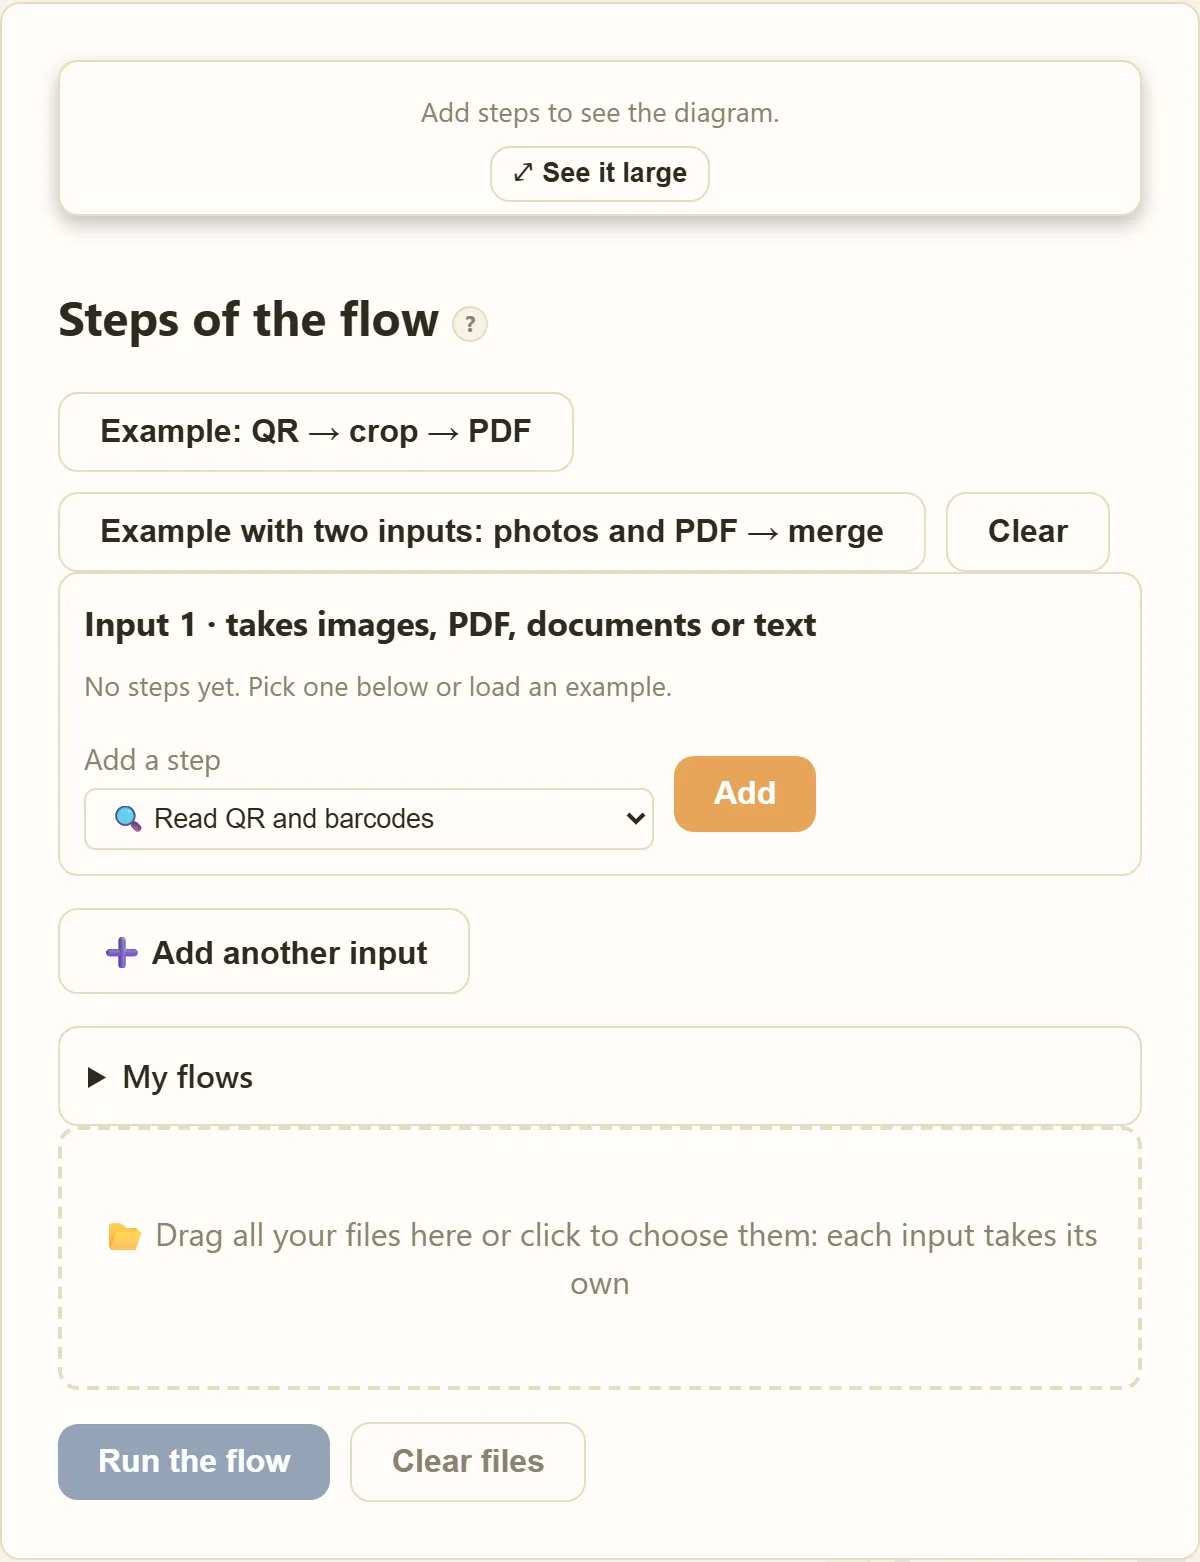 Add steps to see the diagram.
⤢ See it large
Steps of the flow ?
Example: QR → crop → PDF
Example with two inputs: photos and PDF → merge
Clear
Input 1 · takes images, PDF, documents or text
No steps yet. Pick one below or load an example.
Add a step
Read QR and barcodes
Add
Add another input
My flows
Drag all your files here or click to choose them: each input takes its
own
Run the flow
Clear files